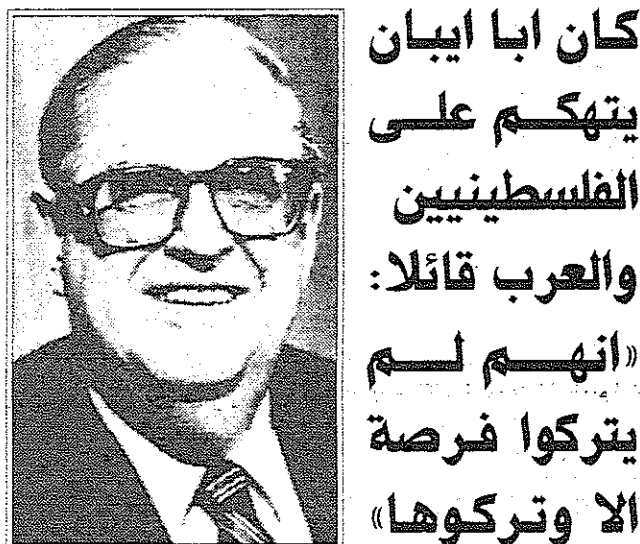 كان ابا ايبان
يتهكم على
الفلسطينيين
والعرب قائلا:
«انهم لم
يتركوا فرصة
الا وتركوها»